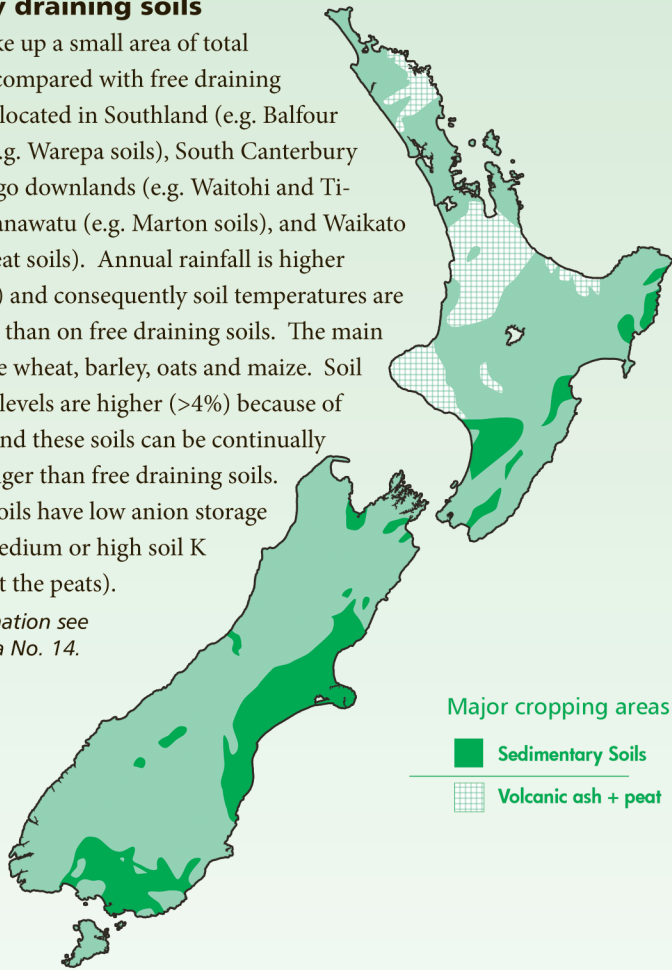 y draining soils
ke up a small area of total
compared with free draining
located in Southland (e.g. Balfour
.g. Warepa soils), South Canterbury
go downlands (e.g. Waitohi and Ti-
anawatu (e.g. Marton soils), and Waikato
eat soils).  Annual rainfall is higher
) and consequently soil temperatures are
than on free draining soils.  The main
e wheat, barley, oats and maize.  Soil
levels are higher (>4%) because of
nd these soils can be continually
ger than free draining soils.
oils have low anion storage
edium or high soil K
t the peats).
nation see
a No. 14.
Major cropping areas
Sedimentary Soils
Volcanic ash + peat